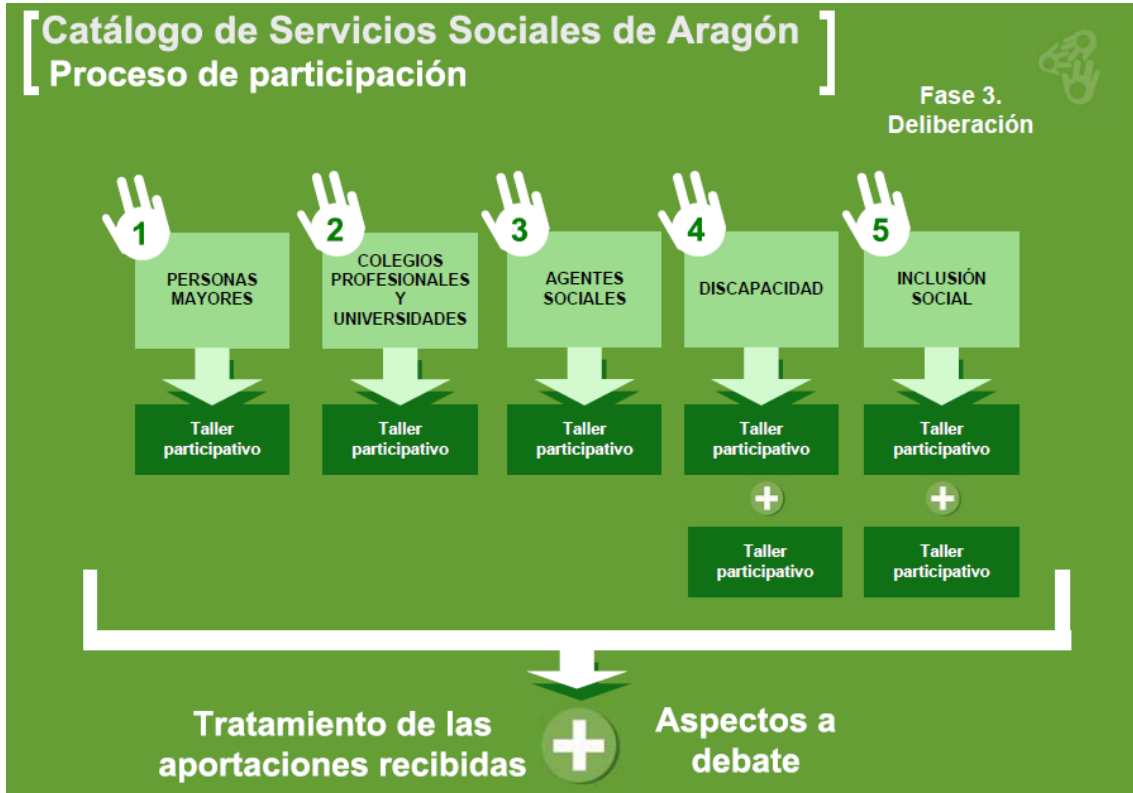 Catálogo de Servicios Sociales de Aragón
Proceso de participación
Fase 3.
Deliberación
1
PERSONAS
MAYORES
2
COLEGIOS
PROFESIONALES
Y
UNIVERSIDADES
3
AGENTES
SOCIALES
4
DISCAPACIDAD
5
INCLUSIÓN
SOCIAL
Taller
participativo
Taller
participativo
Taller
participativo
Taller
participativo
Taller
participativo
Taller
participativo
Taller
participativo
Tratamiento de las
aportaciones recibidas
Aspectos a
debate